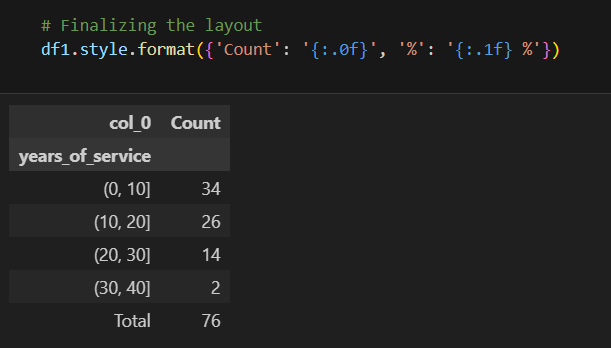 # Finalizing the layout
df1.style.format({'Count': '{:.0f}', '%': '{:.1f} %'})
col_0 Count
years_of_service
(0, 10] 34
(10, 20] 26
(20, 30] 14
(30, 40] 2
Total 76